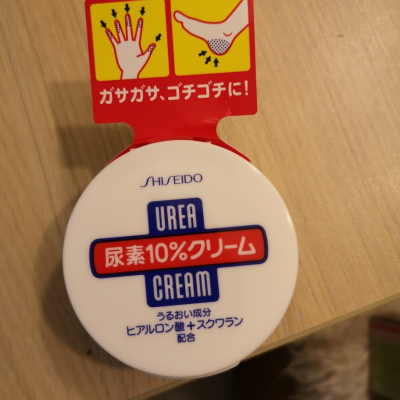 ガサガサ、ゴチゴチに!
SHISEIDO
UREA
尿素10%クリーム
CREAM
うるおい成分
ヒアルロン酸+スクワラン
配合